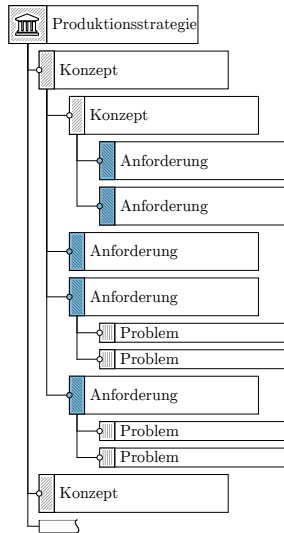 Produktionsstrategie
Konzept
Konzept
Anforderung
Anforderung
Anforderung
Anforderung
Problem
Problem
Anforderung
Problem
Problem
Konzept